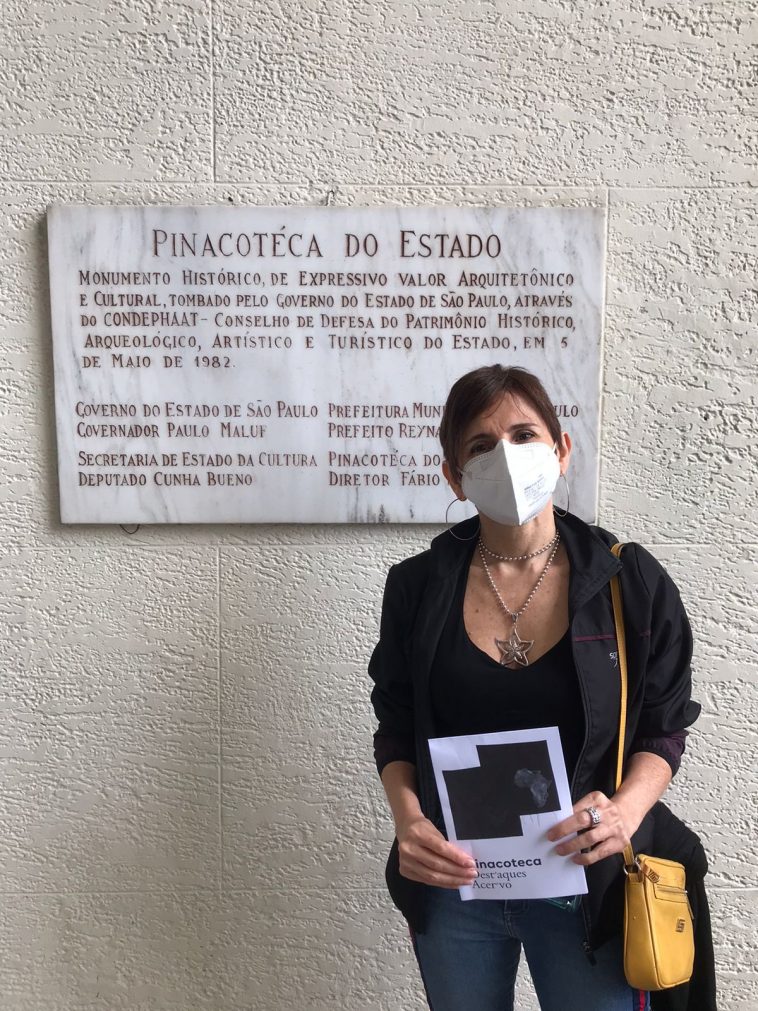 PINACOTÉCA DO ESTADO
MONUMENTO HISTÓRICO, DE EXPRESSIVO VALOR ARQUITETÔNICO
E CULTURAL, TOMBADO PELO GOVERNO DO ESTADO DE SÃO PAULO, ATRAVÉS
DO CONDEPHAAT - CONSELHO DE DEFESA DO PATRIMÔNIO HISTÓRICO,
ARQUEOLÓGICO, ARTÍSTICO E TURÍSTICO DO ESTADO, EM 5
DE MAIO DE 1982.
GOVERNO DO ESTADO DE SÃO PAULO
GOVERNADOR PAULO MALUF
SECRETARIA DE ESTADO DA CULTURA
DEPUTADO CUNHA BUENO
PREFEITURA
PREFEITO
PINACOTÉCA DO
DIRETOR FÁBIO
Pinacoteca
Destaques
Acervo